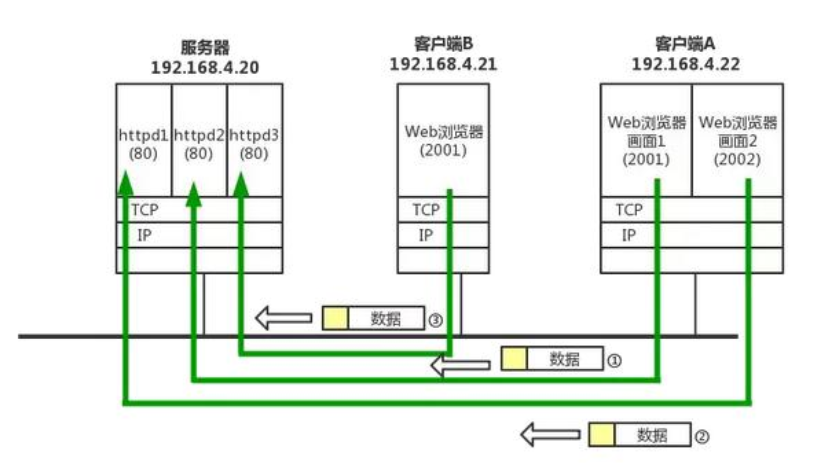 服务器
192.168.4.20
客户端B
192.168.4.21
客户端A
192.168.4.22
httpd1
(80)
httpd2
(80)
httpd3
(80)
TCP
IP
Web浏览器
(2001)
TCP
IP
Web浏览器
画面1
(2001)
Web浏览器
画面2
(2002)
TCP
IP
数据 ③
数据 ①
数据 ②